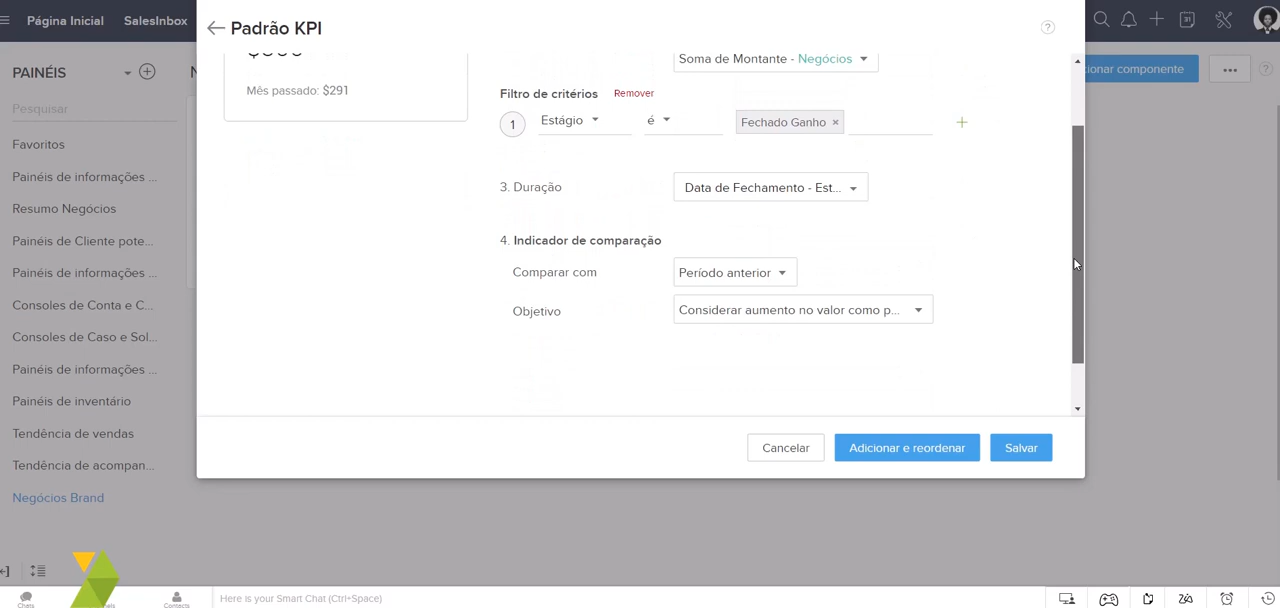 Página Inicial
SalesInbox
Padrão KPI
?
31
PAINÉIS
N
cionar componente
...
?
Pesquisar
Favoritos
Painéis de informações ...
Resumo Negócios
Painéis de Cliente pote...
Painéis de informações ...
Consoles de Conta e C...
Consoles de Caso e Sol...
Painéis de informações ...
Painéis de inventário
Tendência de vendas
Tendência de acompan...
Negócios Brand
Mês passado: $291
Soma de Montante - Negócios
Filtro de critérios
Remover
1
Estágio
é
Fechado Ganho ×
+
3. Duração
Data de Fechamento - Est...
4. Indicador de comparação
Comparar com
Período anterior
Objetivo
Considerar aumento no valor como p...
Cancelar
Adicionar e reordenar
Salvar
Chats
Contacts
Here is your Smart Chat (Ctrl+Space)